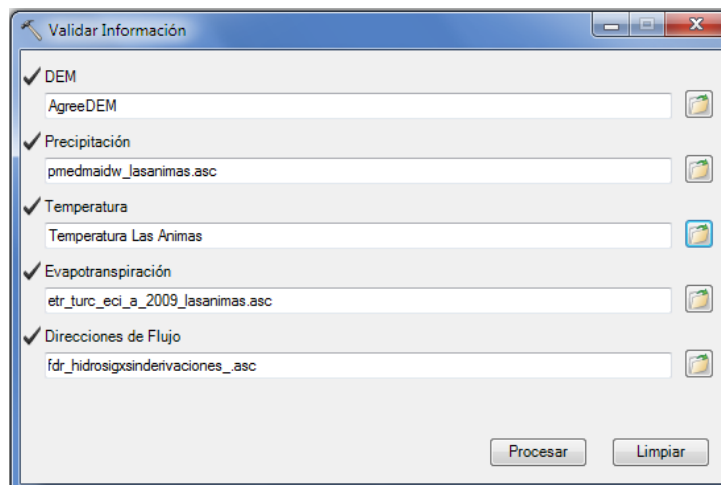 Validar Información
DEM
AgreeDEM
Precipitación
pmedmaidw_lasanimas.asc
Temperatura
Temperatura Las Animas
Evapotranspiración
etr_turc_eci_a_2009_lasanimas.asc
Direcciones de Flujo
fdr_hidrosigxsinderivaciones_.asc
Procesar Limpiar